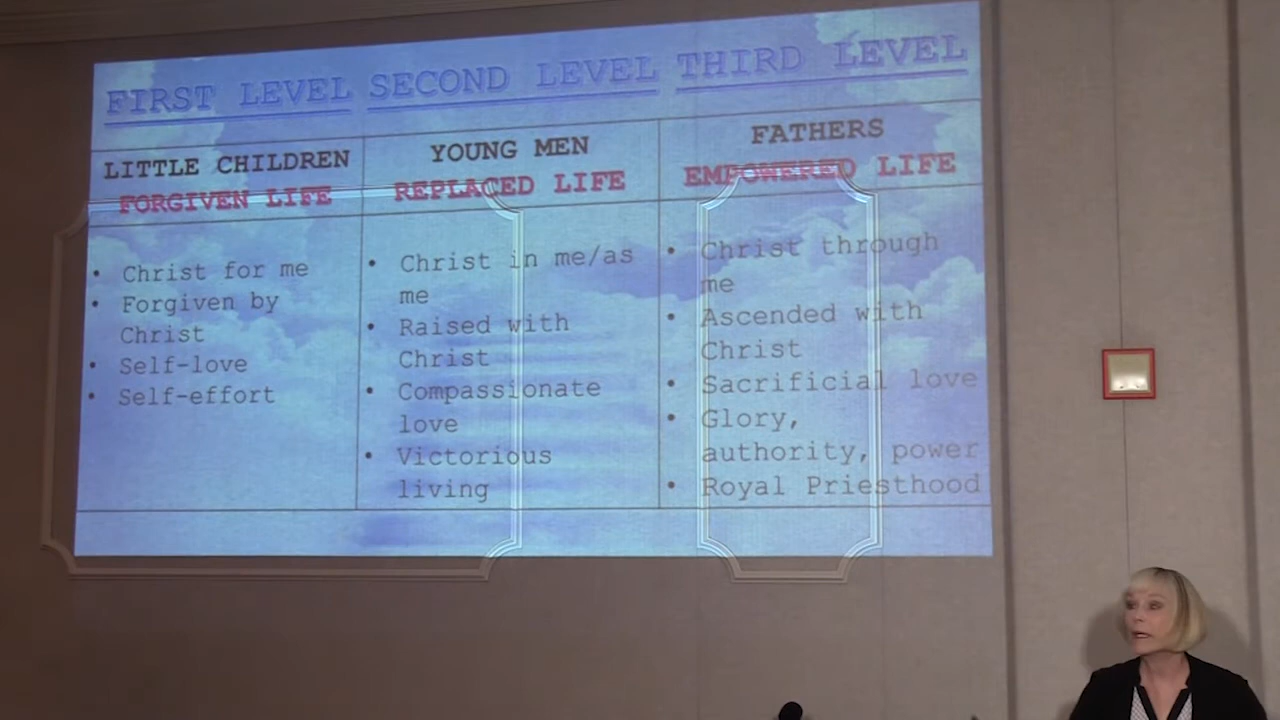 FIRST LEVEL
SECOND LEVEL
THIRD LEVEL
LITTLE CHILDREN
FORGIVEN LIFE
• Christ for me
• Forgiven by
Christ
• Self-love
• Self-effort
YOUNG MEN
REPLACED LIFE
• Christ in me/as
me
• Raised with
Christ
• Compassionate
love
• Victorious
living
FATHERS
EMPOWERED LIFE
• Christ through
me
• Ascended with
Christ
• Sacrificial love
• Glory,
authority, power
• Royal Priesthood